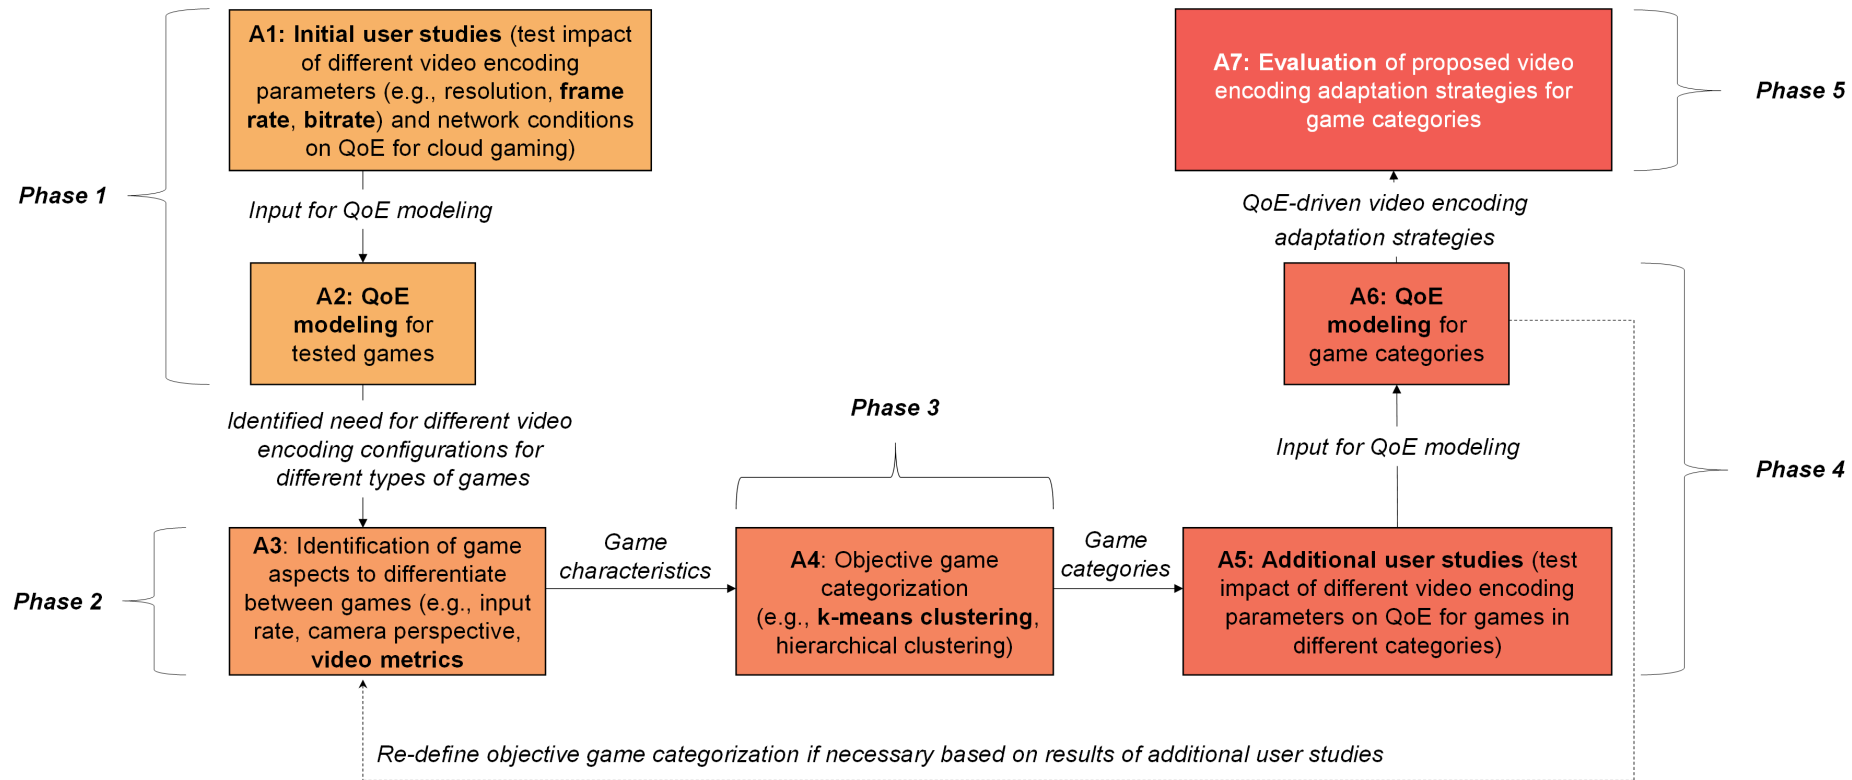 Phase 1
A1: Initial user studies (test impact
of different video encoding
parameters (e.g., resolution, frame
rate, bitrate) and network conditions
on QoE for cloud gaming)
Input for QoE modeling
A2: QoE
modeling for
tested games
Identified need for different video
encoding configurations for
different types of games
Phase 2
A3: Identification of game
aspects to differentiate
between games (e.g., input
rate, camera perspective,
video metrics
Game
characteristics
Phase 3
A4: Objective game
categorization
(e.g., k-means clustering,
hierarchical clustering)
Game
categories
A5: Additional user studies (test
impact of different video encoding
parameters on QoE for games in
different categories)
Input for QoE modeling
A6: QoE
modeling for
game categories
Phase 4
QoE-driven video encoding
adaptation strategies
A7: Evaluation of proposed video
encoding adaptation strategies for
game categories
Phase 5
Re-define objective game categorization if necessary based on results of additional user studies